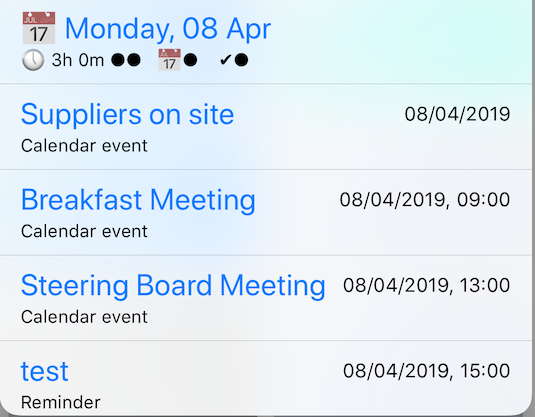 📅 Monday, 08 Apr
🕔 3h 0m ●● 📅● ✔●
Suppliers on site 08/04/2019
Calendar event
Breakfast Meeting 08/04/2019, 09:00
Calendar event
Steering Board Meeting 08/04/2019, 13:00
Calendar event
test 08/04/2019, 15:00
Reminder